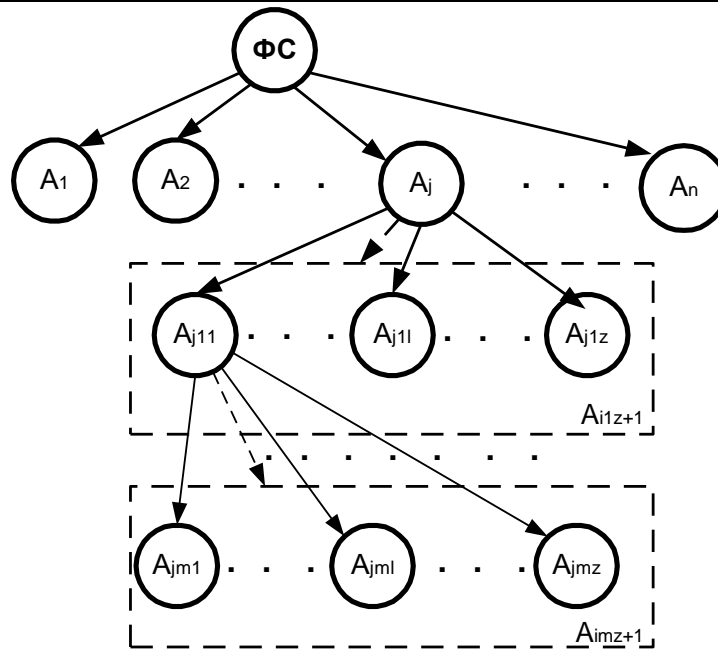 ФС
A1 A2 . . . Aj . . . An
Aj11 . . . Aj1l . . . Aj1z
Ai1z+1
. . . . . . .
Ajm1 . . . Ajml . . . Ajmz
Aimz+1